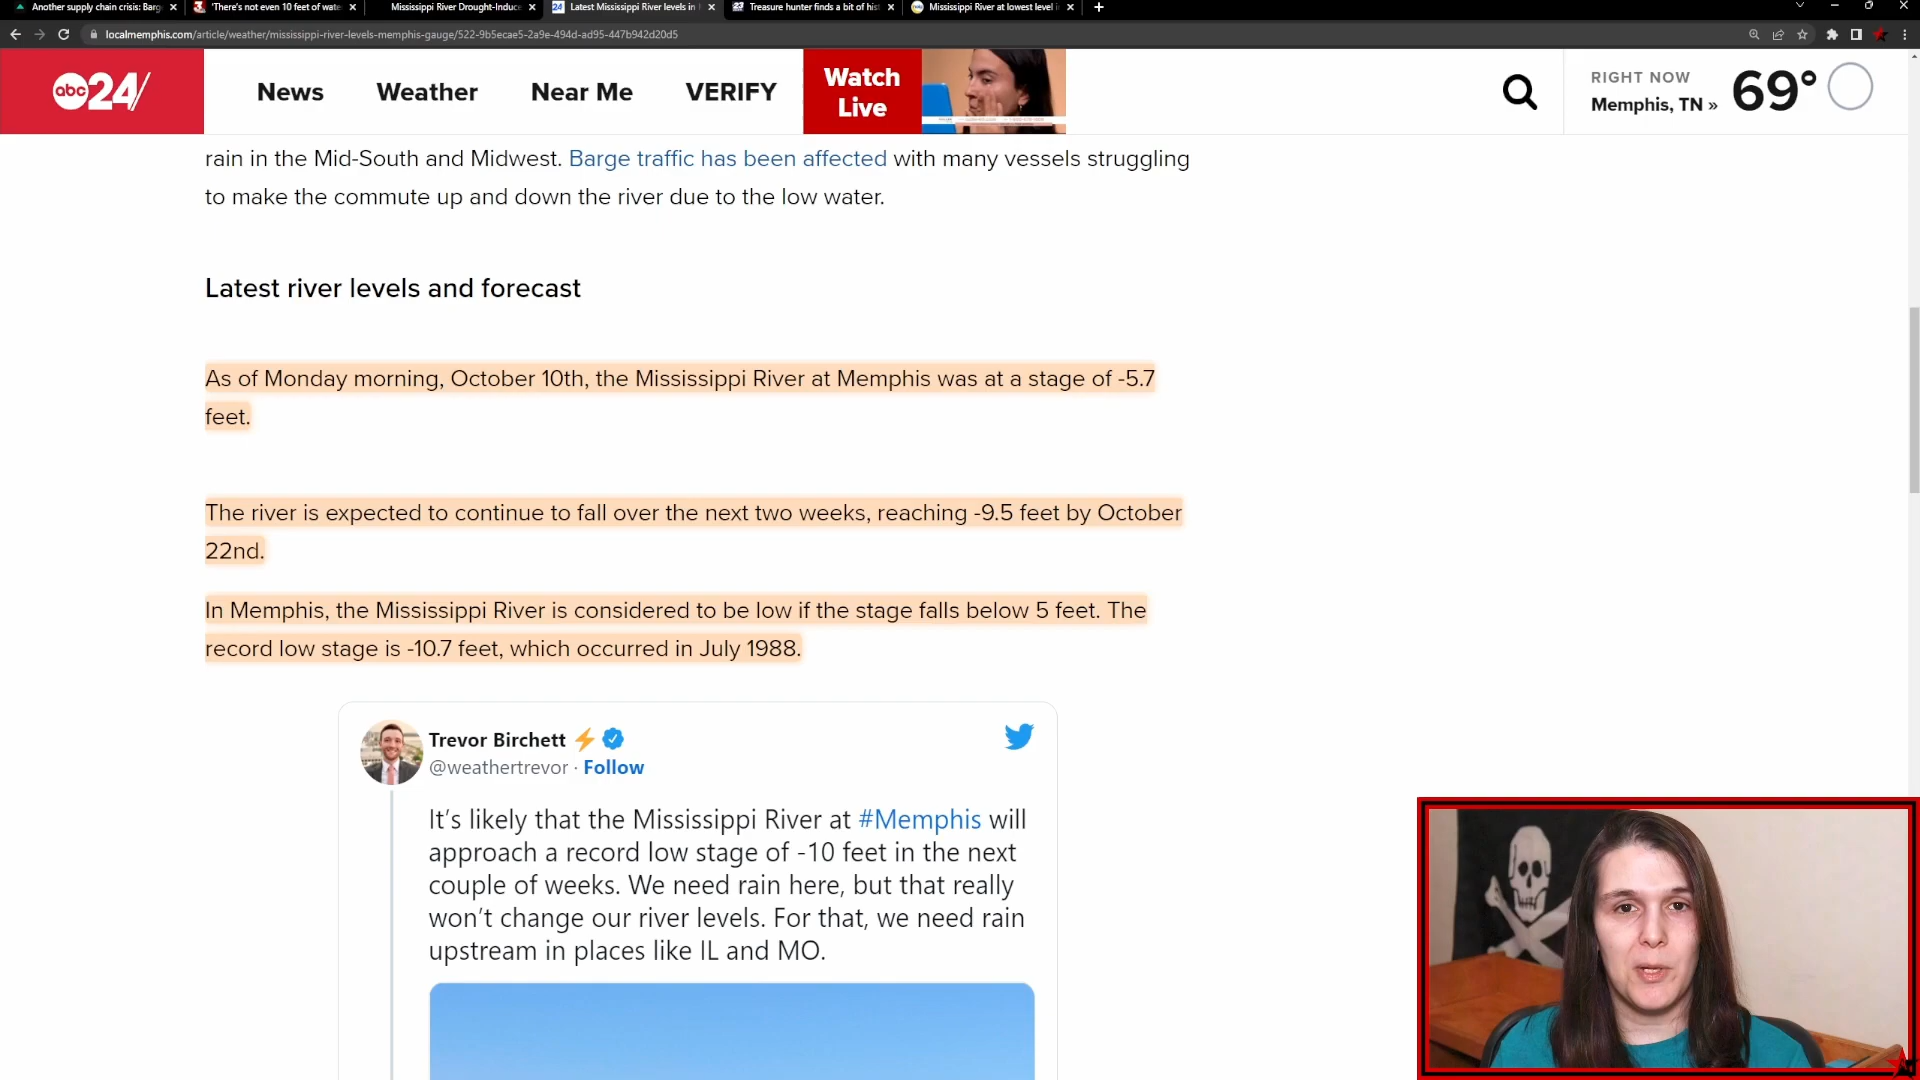 Another supply chain crisis: Barg
'There's not even 10 feet of wate
Mississippi River Drought-Induce
Latest Mississippi River levels in
Treasure hunter finds a bit of hist
Mississippi River at lowest level i
localmemphis.com/article/weather/mississippi-river-levels-memphis-gauge/522-9b5ecae5-2a9e-494d-ad95-447b942d20d5
abc 24/
News
Weather
Near Me
VERIFY
Watch
Live
RIGHT NOW
Memphis, TN »
69°
rain in the Mid-South and Midwest. Barge traffic has been affected with many vessels struggling
to make the commute up and down the river due to the low water.
Latest river levels and forecast
As of Monday morning, October 10th, the Mississippi River at Memphis was at a stage of -5.7
feet.
The river is expected to continue to fall over the next two weeks, reaching -9.5 feet by October
22nd.
In Memphis, the Mississippi River is considered to be low if the stage falls below 5 feet. The
record low stage is -10.7 feet, which occurred in July 1988.
Trevor Birchett
@weathertrevor · Follow
It's likely that the Mississippi River at #Memphis will
approach a record low stage of -10 feet in the next
couple of weeks. We need rain here, but that really
won't change our river levels. For that, we need rain
upstream in places like IL and MO.